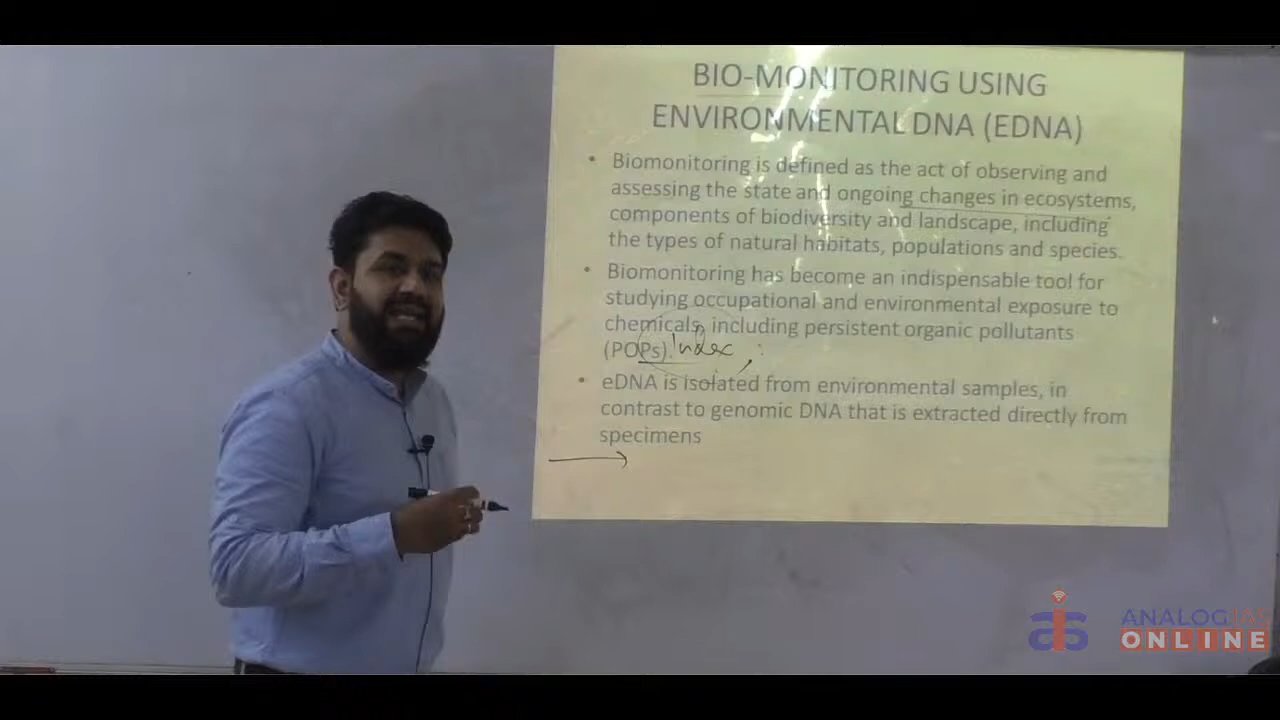 BIO-MONITORING USING
ENVIRONMENTAL DNA (EDNA)
• Biomonitoring is defined as the act of observing and
assessing the state and ongoing changes in ecosystems,
components of biodiversity and landscape, including
the types of natural habitats, populations and species.
• Biomonitoring has become an indispensable tool for
studying occupational and environmental exposure to
chemicals, including persistent organic pollutants
(POPs). Index
• eDNA is isolated from environmental samples, in
contrast to genomic DNA that is extracted directly from
specimens
ANALOG IAS
ONLINE